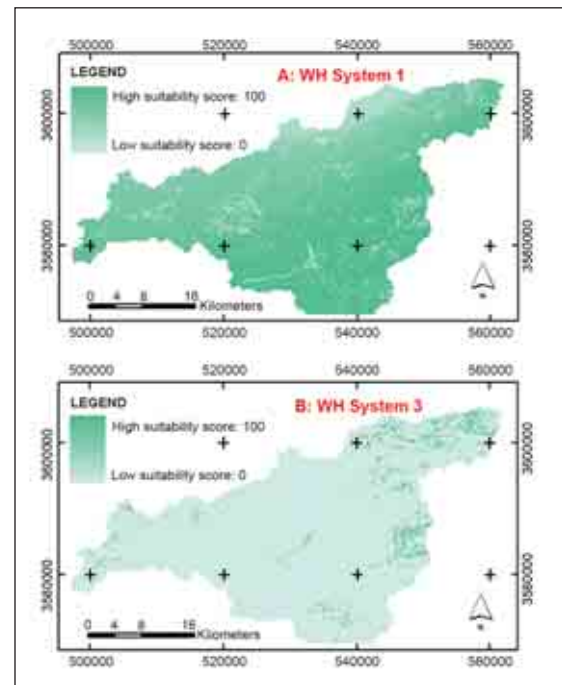 500000 520000 540000 560000
LEGEND
A: WH System 1
High suitability score: 100
Low suitability score: 0
3600000 3600000
3580000 3580000
0 4 8 16
Kilometers
500000 520000 540000 560000
500000 520000 540000 560000
LEGEND
B: WH System 3
High suitability score: 100
Low suitability score: 0
3600000 3600000
3580000 3580000
0 4 8 16
Kilometers
500000 520000 540000 560000